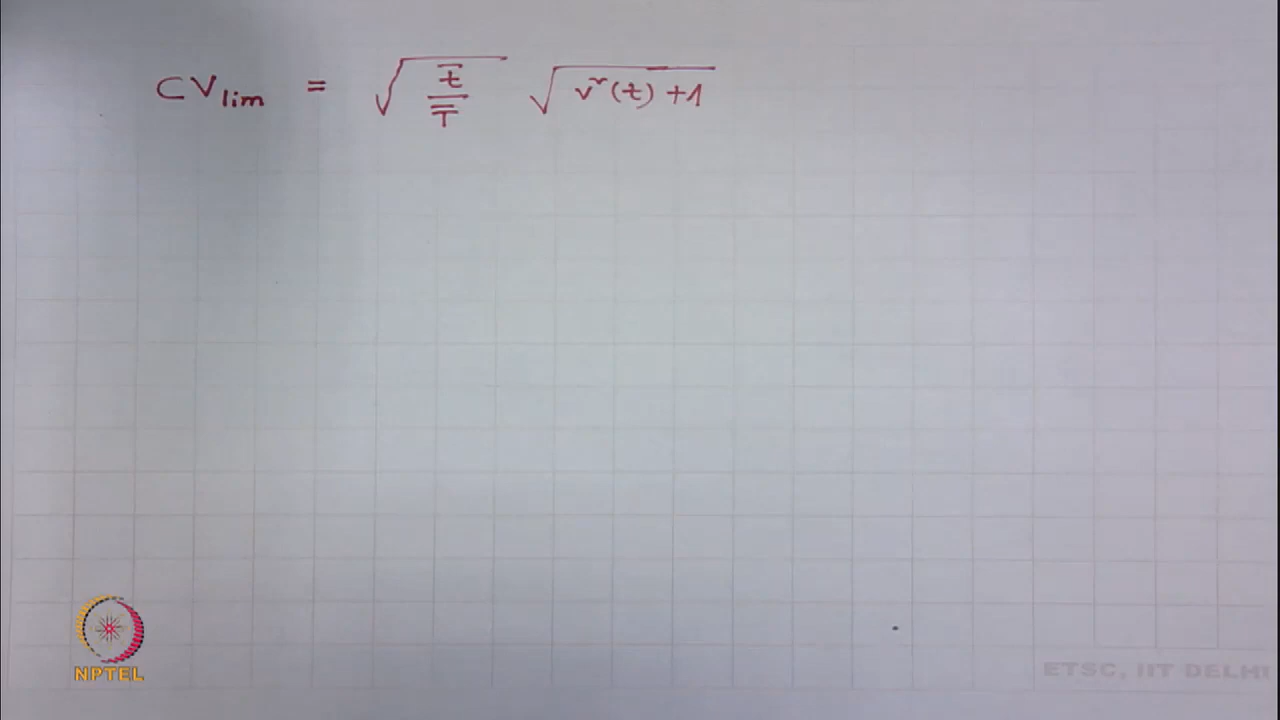 CV_lim = √(t̄ / T̿) √(v²(t) + 1)
NPTEL
ETSC, IIT DELHI